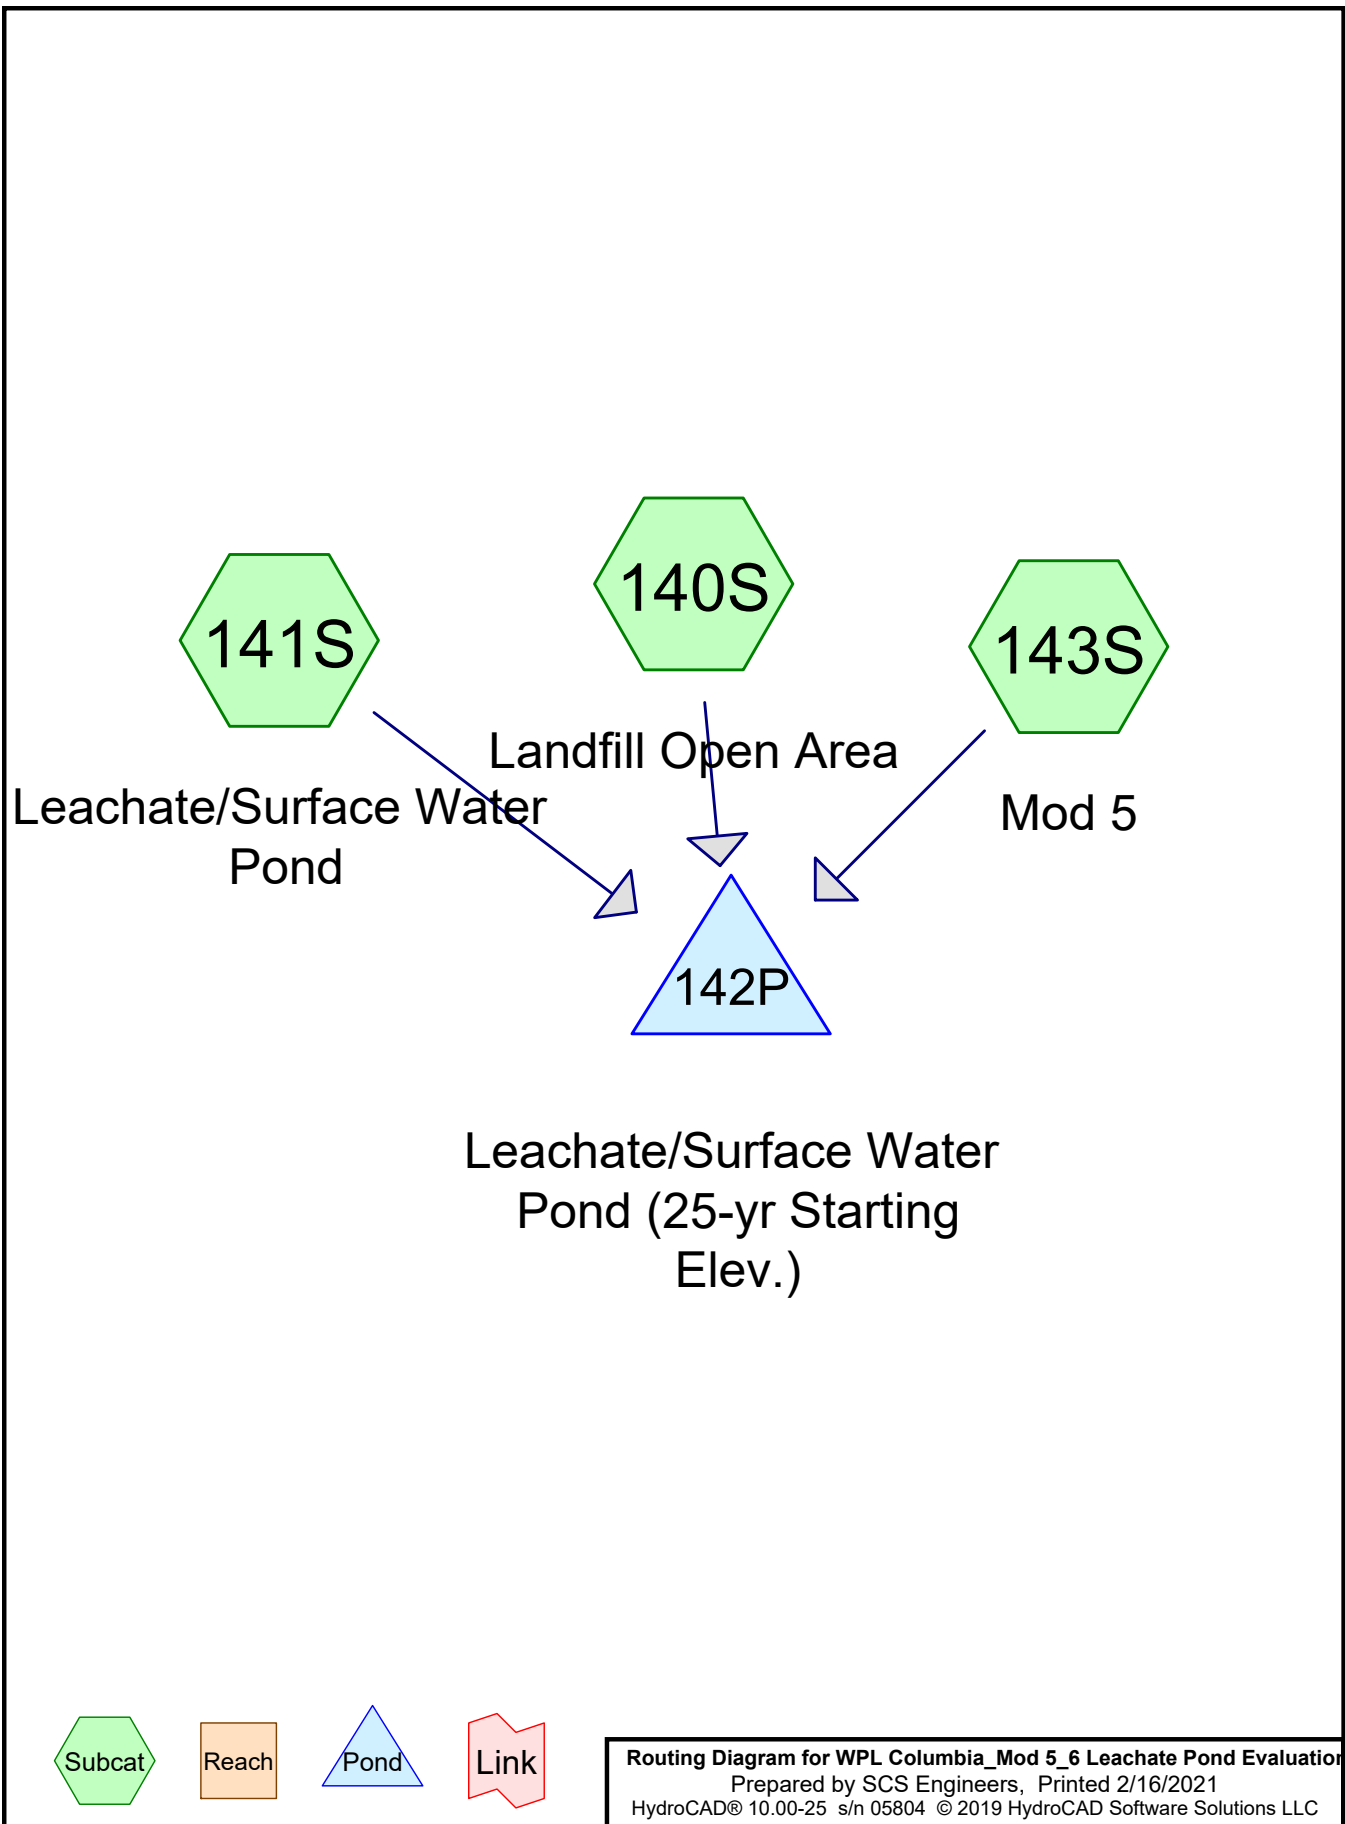 140S
141S
143S
Landfill Open Area
Leachate/Surface Water
Pond
Mod 5
142P
Leachate/Surface Water
Pond (25-yr Starting
Elev.)
Subcat
Reach
Pond
Link
Routing Diagram for WPL Columbia_Mod 5_6 Leachate Pond Evaluation
Prepared by SCS Engineers, Printed 2/16/2021
HydroCAD® 10.00-25 s/n 05804 © 2019 HydroCAD Software Solutions LLC